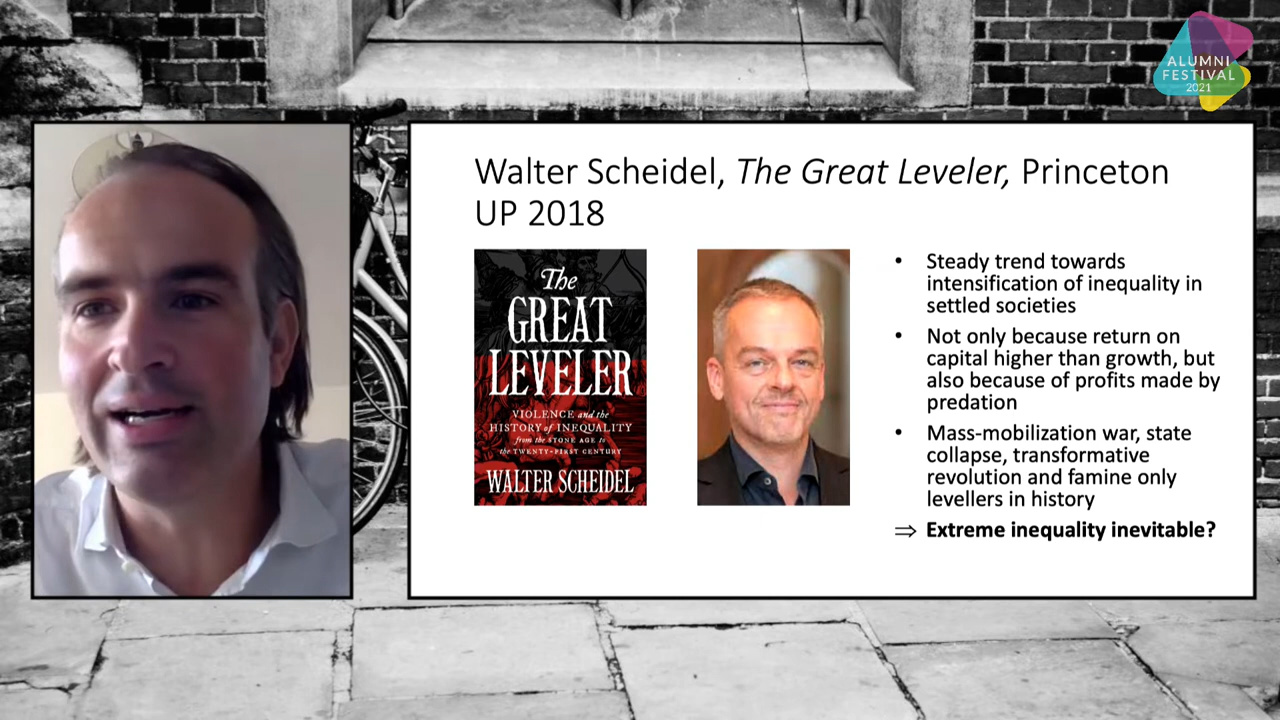 ALUMNI
FESTIVAL
2021
Walter Scheidel, The Great Leveler, Princeton
UP 2018
The
GREAT
LEVELER
VIOLENCE and the
HISTORY of INEQUALITY
from the STONE AGE to
the TWENTY-FIRST CENTURY
WALTER SCHEIDEL
• Steady trend towards
intensification of inequality in
settled societies
• Not only because return on
capital higher than growth, but
also because of profits made by
predation
• Mass-mobilization war, state
collapse, transformative
revolution and famine only
levellers in history
⇒ Extreme inequality inevitable?